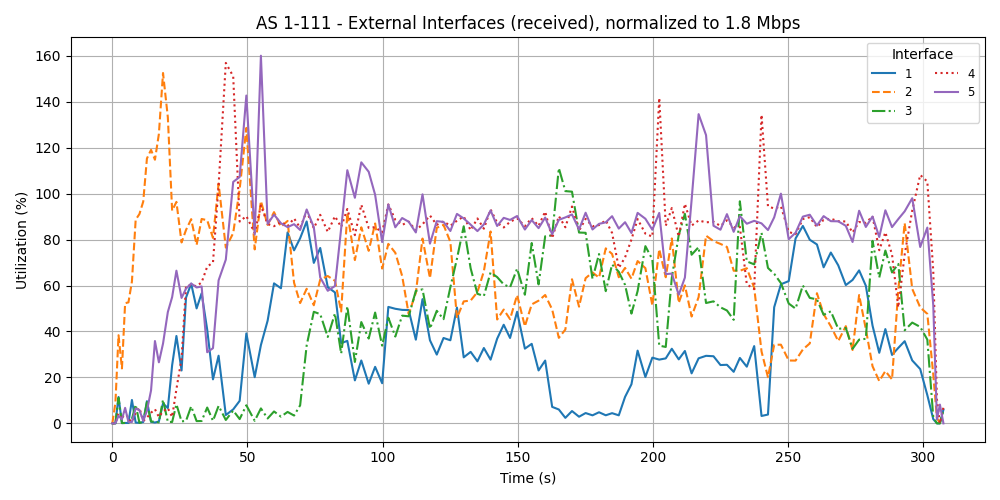 AS 1-111 - External Interfaces (received), normalized to 1.8 Mbps
Interface
1 4
2 5
3
Utilization (%)
160
140
120
100
80
60
40
20
0
0 50 100 150 200 250 300
Time (s)